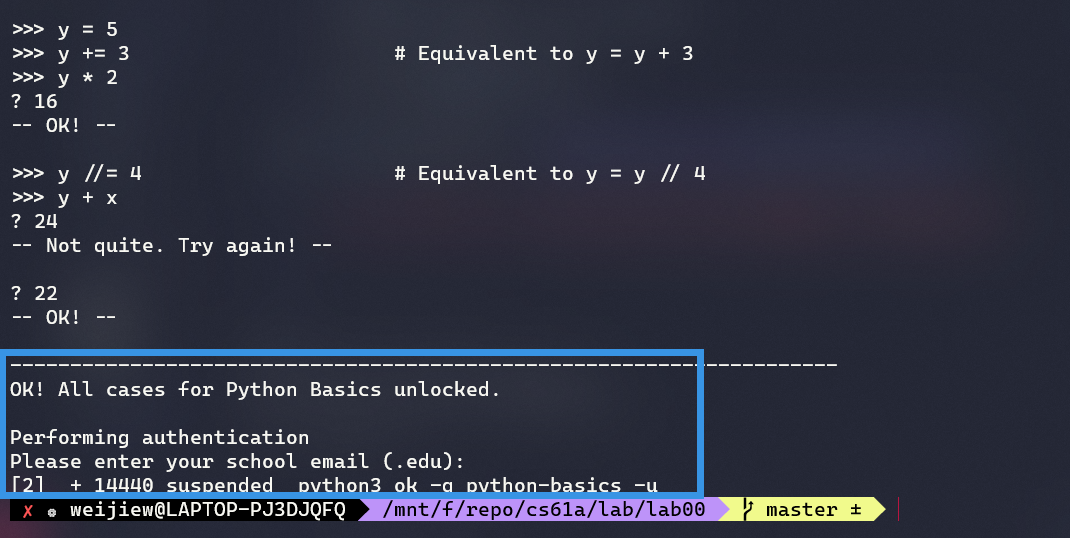 >>> y = 5
>>> y += 3                      # Equivalent to y = y + 3
>>> y * 2
? 16
-- OK! --
>>> y //= 4                     # Equivalent to y = y // 4
>>> y + x
? 24
-- Not quite. Try again! --
? 22
-- OK! --
---------------------------------------------------------------------
OK! All cases for Python Basics unlocked.
Performing authentication
Please enter your school email (.edu):
[2]  + 14440 suspended  python3 ok -q python-basics -u
✗ ⚙ weijiew@LAPTOP-PJ3DJQFQ /mnt/f/repo/cs61a/lab/lab00 master ±